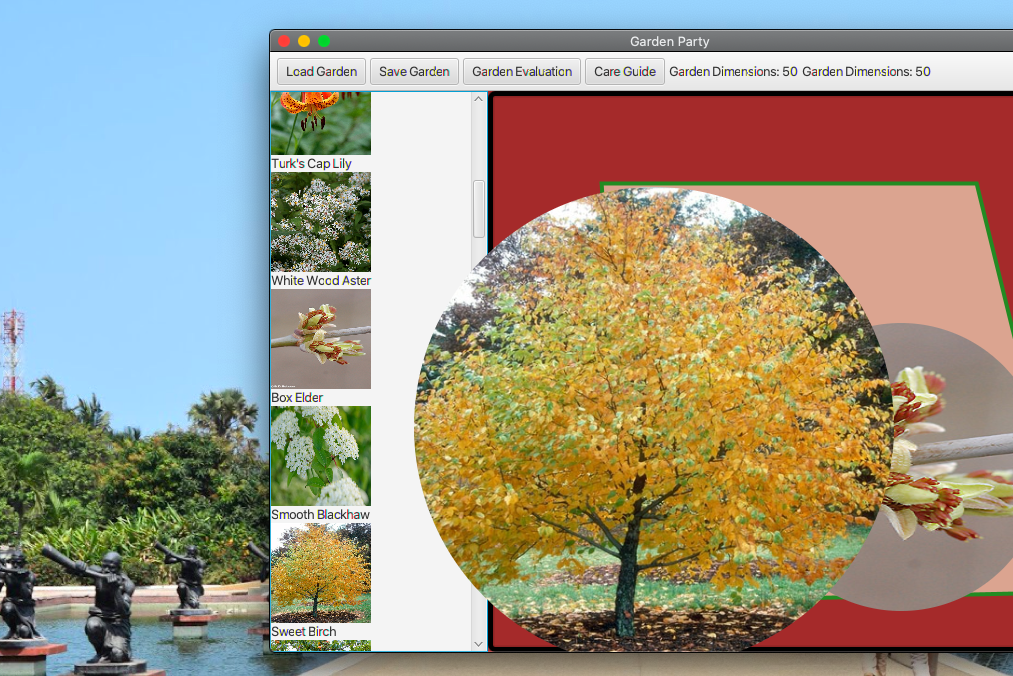 Garden Party
Load Garden Save Garden Garden Evaluation Care Guide Garden Dimensions: 50 Garden Dimensions: 50
Turk's Cap Lily
White Wood Aster
Box Elder
Smooth Blackhaw
Sweet Birch